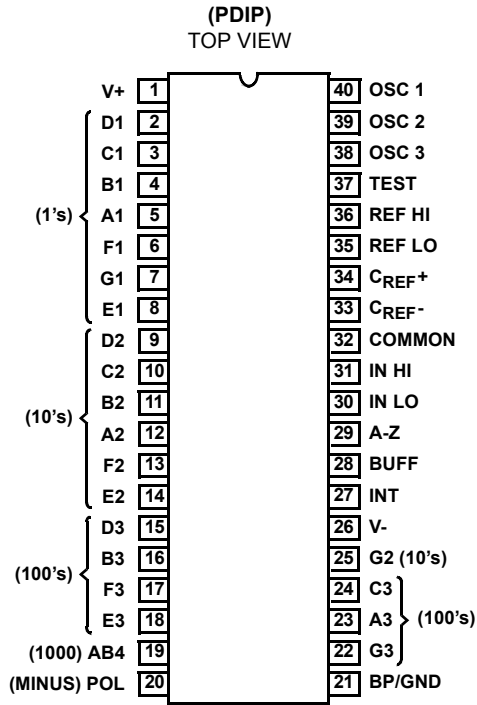 (PDIP)
TOP VIEW
V+ 1 40 OSC 1
D1 2 39 OSC 2
C1 3 38 OSC 3
B1 4 37 TEST
(1's) A1 5 36 REF HI
F1 6 35 REF LO
G1 7 34 CREF+
E1 8 33 CREF-
D2 9 32 COMMON
C2 10 31 IN HI
B2 11 30 IN LO
(10's) A2 12 29 A-Z
F2 13 28 BUFF
E2 14 27 INT
D3 15 26 V-
B3 16 25 G2 (10's)
(100's) F3 17 24 C3
E3 18 23 A3 (100's)
(1000) AB4 19 22 G3
(MINUS) POL 20 21 BP/GND